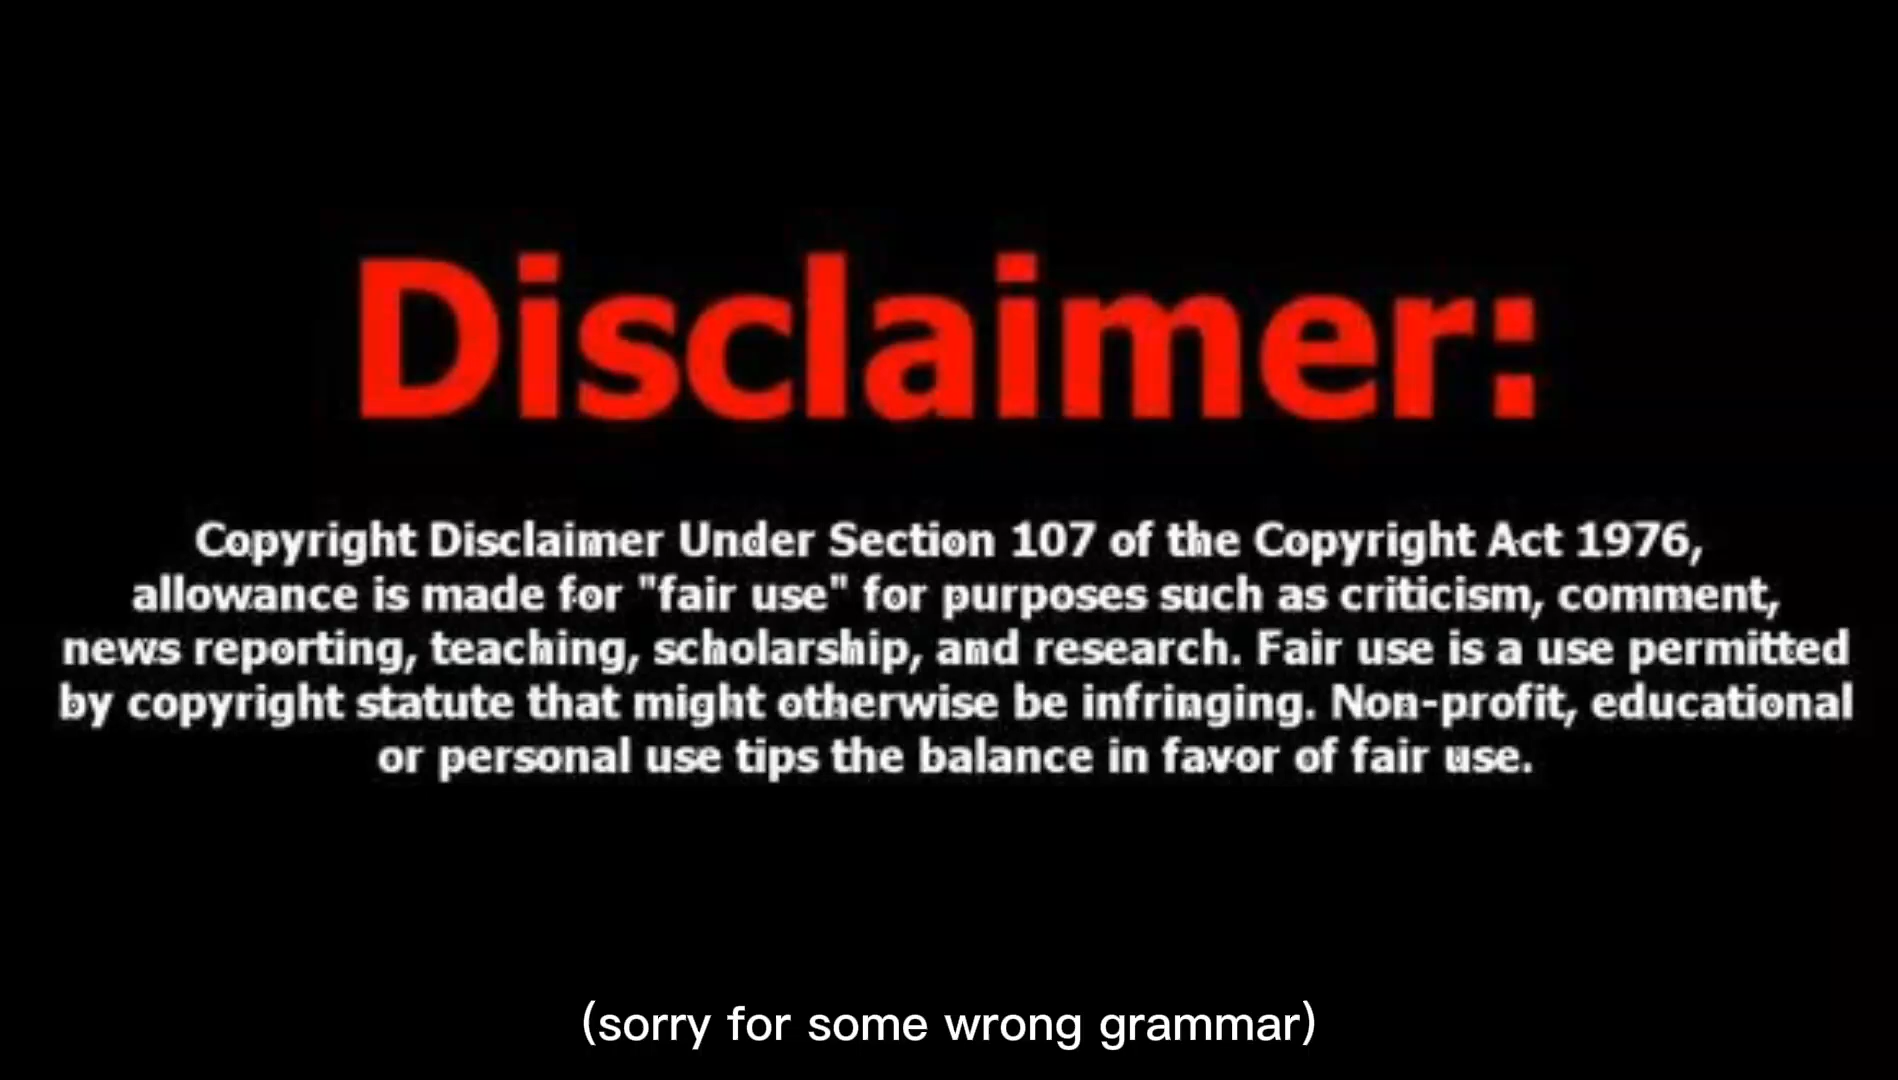 Disclaimer:
Copyright Disclaimer Under Section 107 of the Copyright Act 1976,
allowance is made for "fair use" for purposes such as criticism, comment,
news reporting, teaching, scholarship, and research. Fair use is a use permitted
by copyright statute that might otherwise be infringing. Non-profit, educational
or personal use tips the balance in favor of fair use.
(sorry for some wrong grammar)